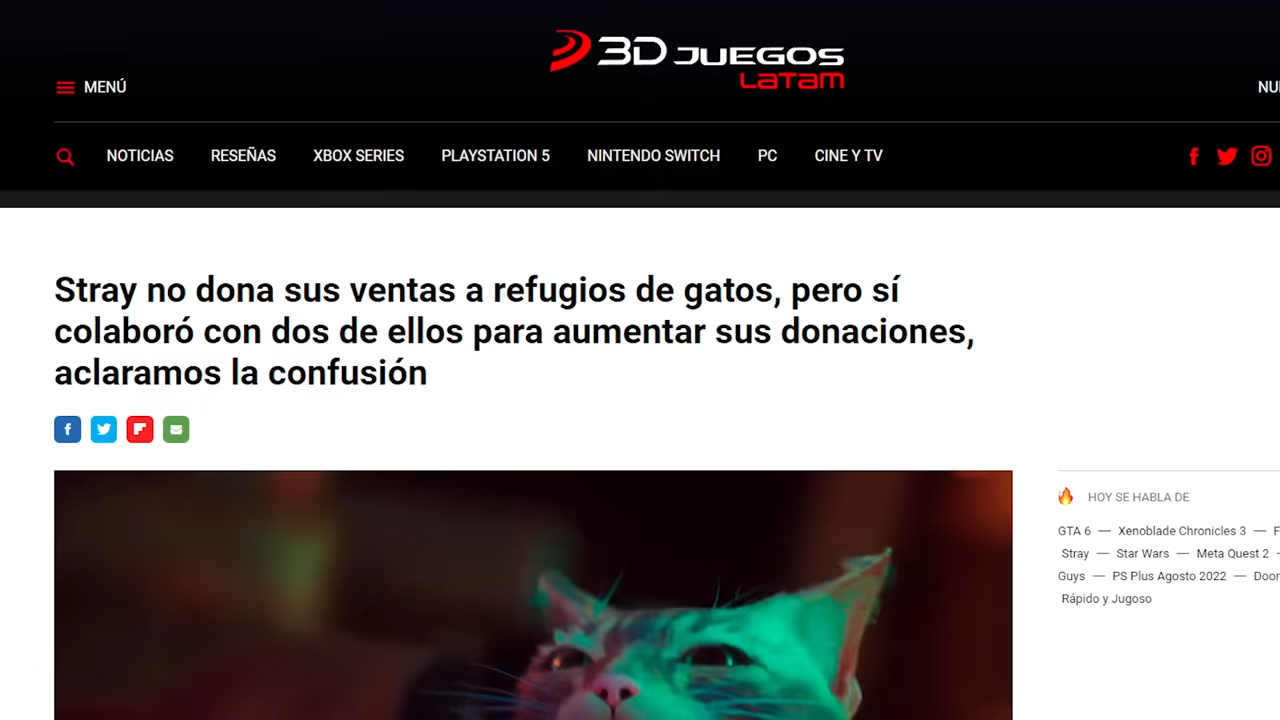 3D JUEGOS
LATAM
MENÚ
NOTICIAS RESEÑAS XBOX SERIES PLAYSTATION 5 NINTENDO SWITCH PC CINE Y TV
Stray no dona sus ventas a refugios de gatos, pero sí
colaboró con dos de ellos para aumentar sus donaciones,
aclaramos la confusión
HOY SE HABLA DE
GTA 6 — Xenoblade Chronicles 3 —
Stray — Star Wars — Meta Quest 2
Guys — PS Plus Agosto 2022 —
Rápido y Jugoso